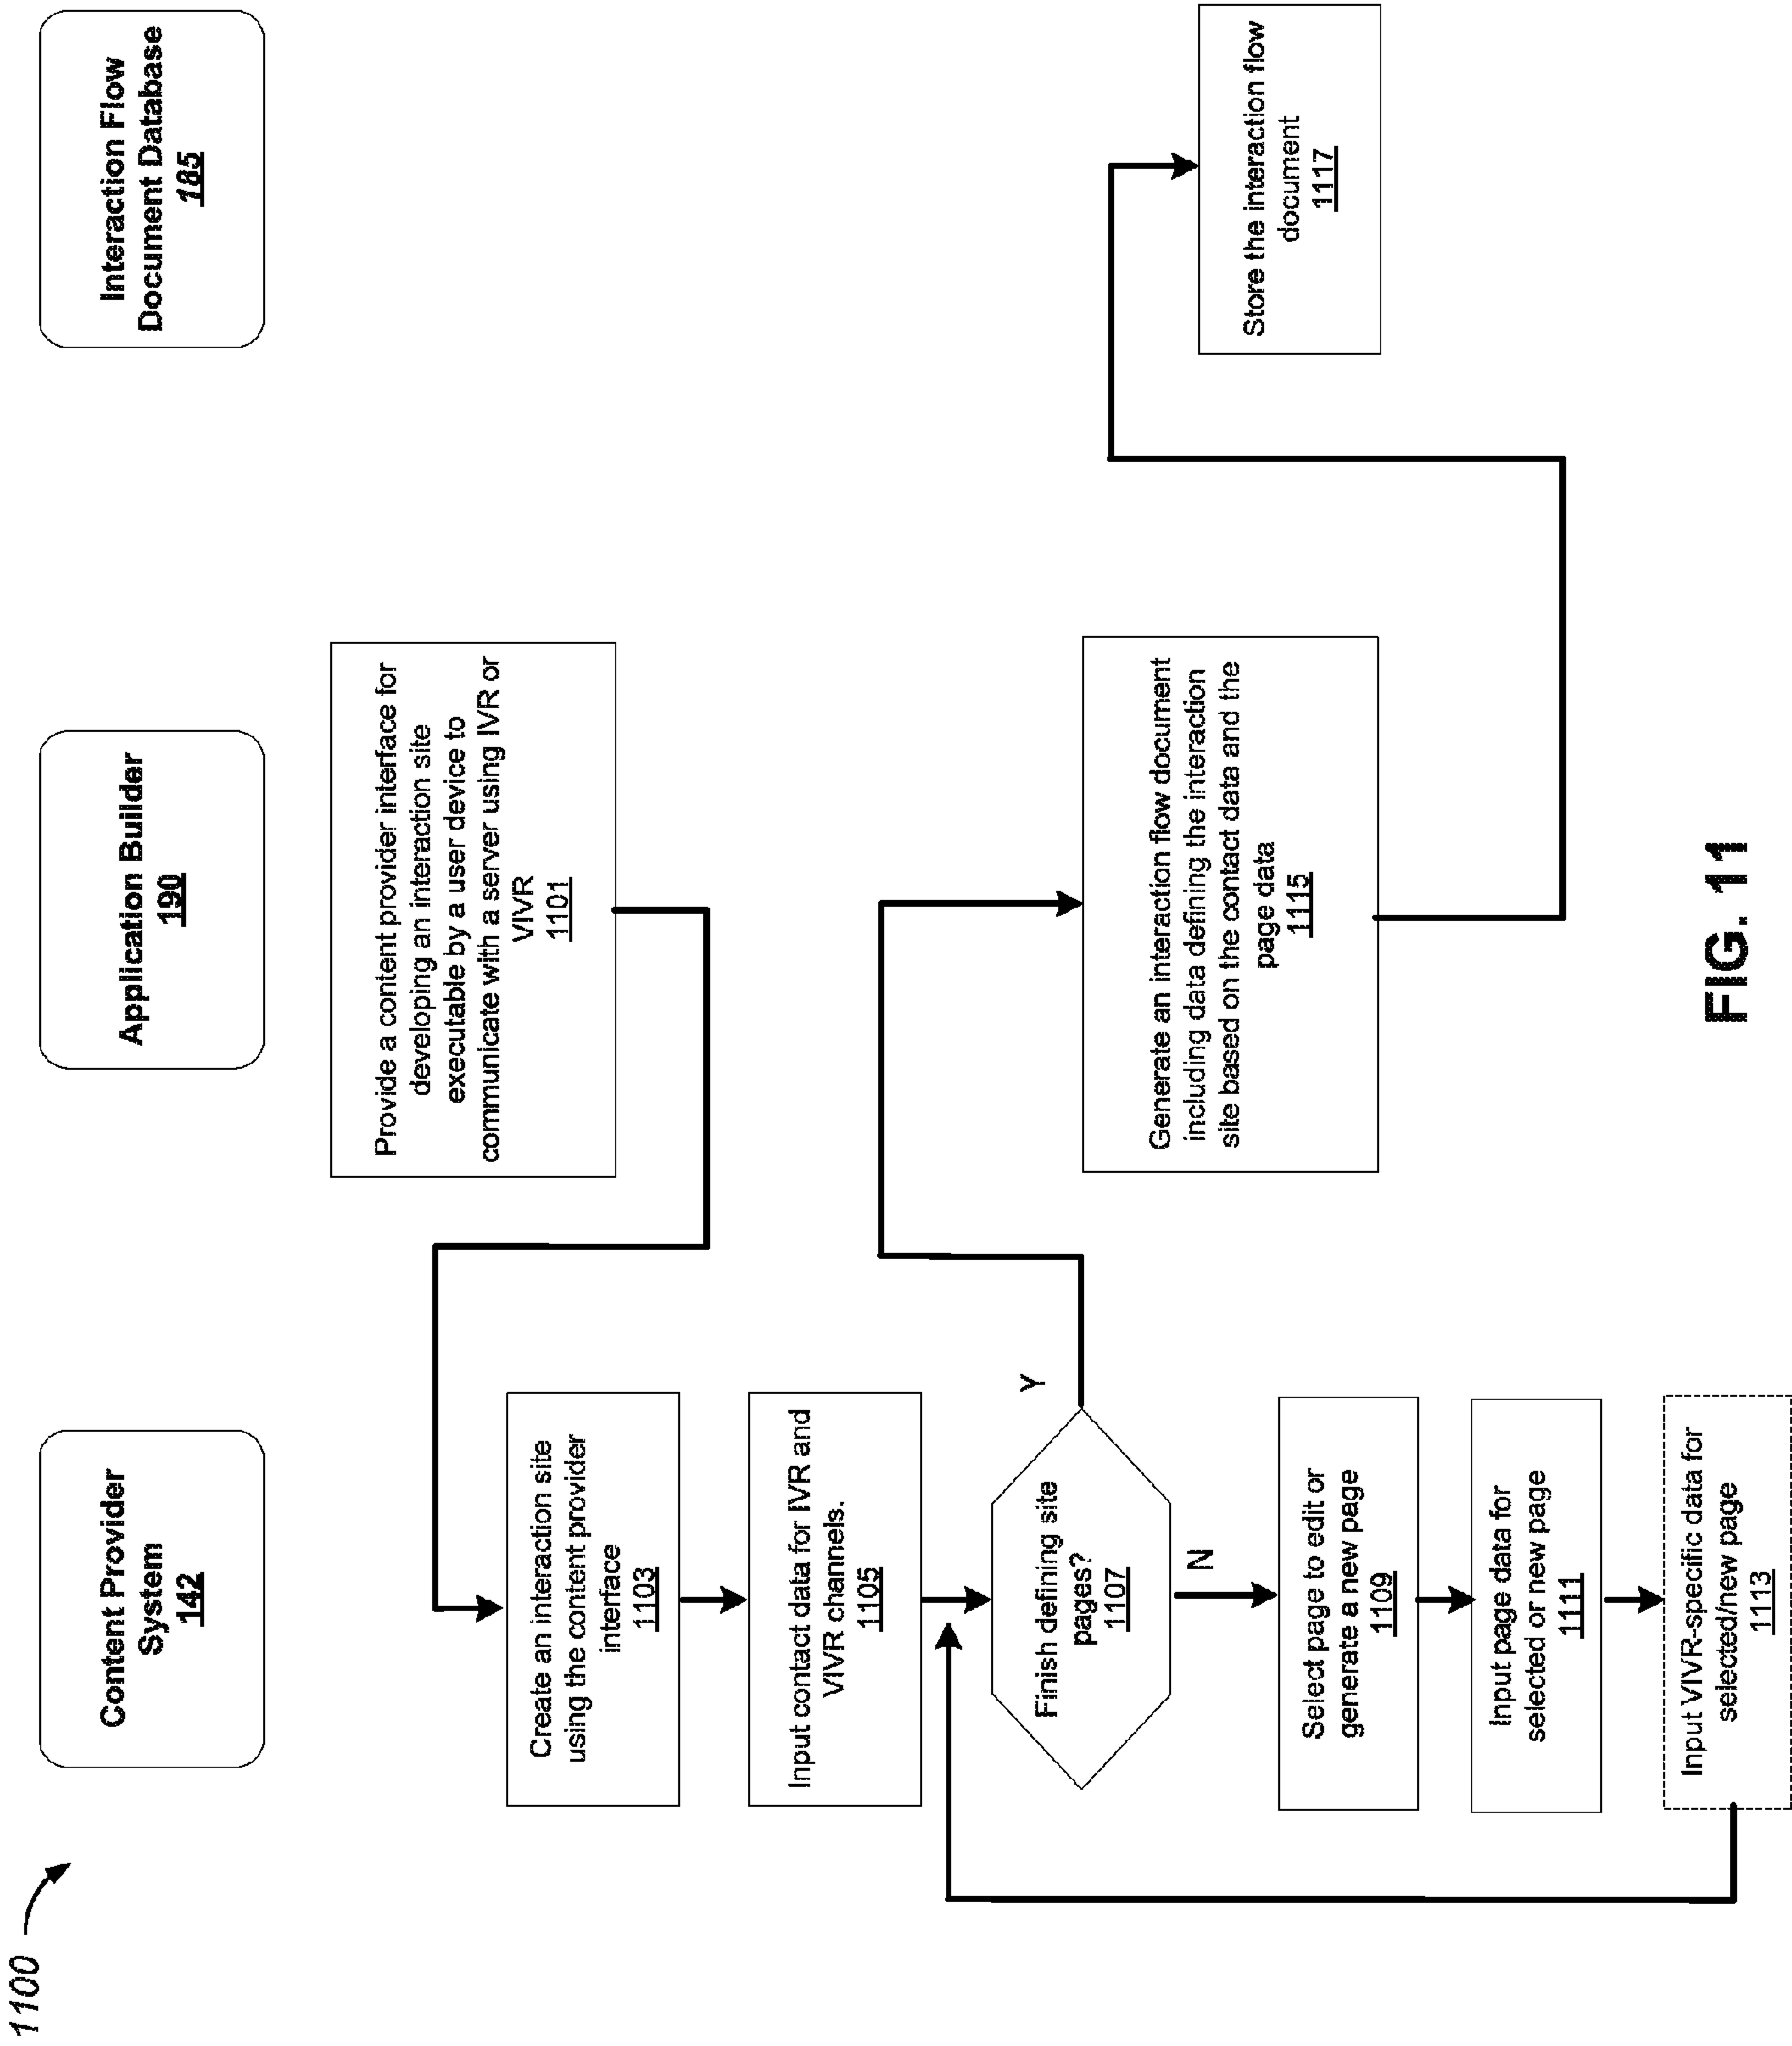 1100
Content Provider
System
142
Application Builder
190
Interaction Flow
Document Database
185
Provide a content provider interface for
developing an interaction site
executable by a user device to
communicate with a server using IVR or
VIVR
1101
Create an interaction site
using the content provider
interface
1103
Input contact data for IVR and
VIVR channels.
1105
Finish defining site
pages?
1107
Y
N
Select page to edit or
generate a new page
1109
Input page data for
selected or new page
1111
Input VIVR-specific data for
selected/new page
1113
Generate an interaction flow document
including data defining the interaction
site based on the contact data and the
page data
1115
Store the interaction flow
document
1117
FIG. 11